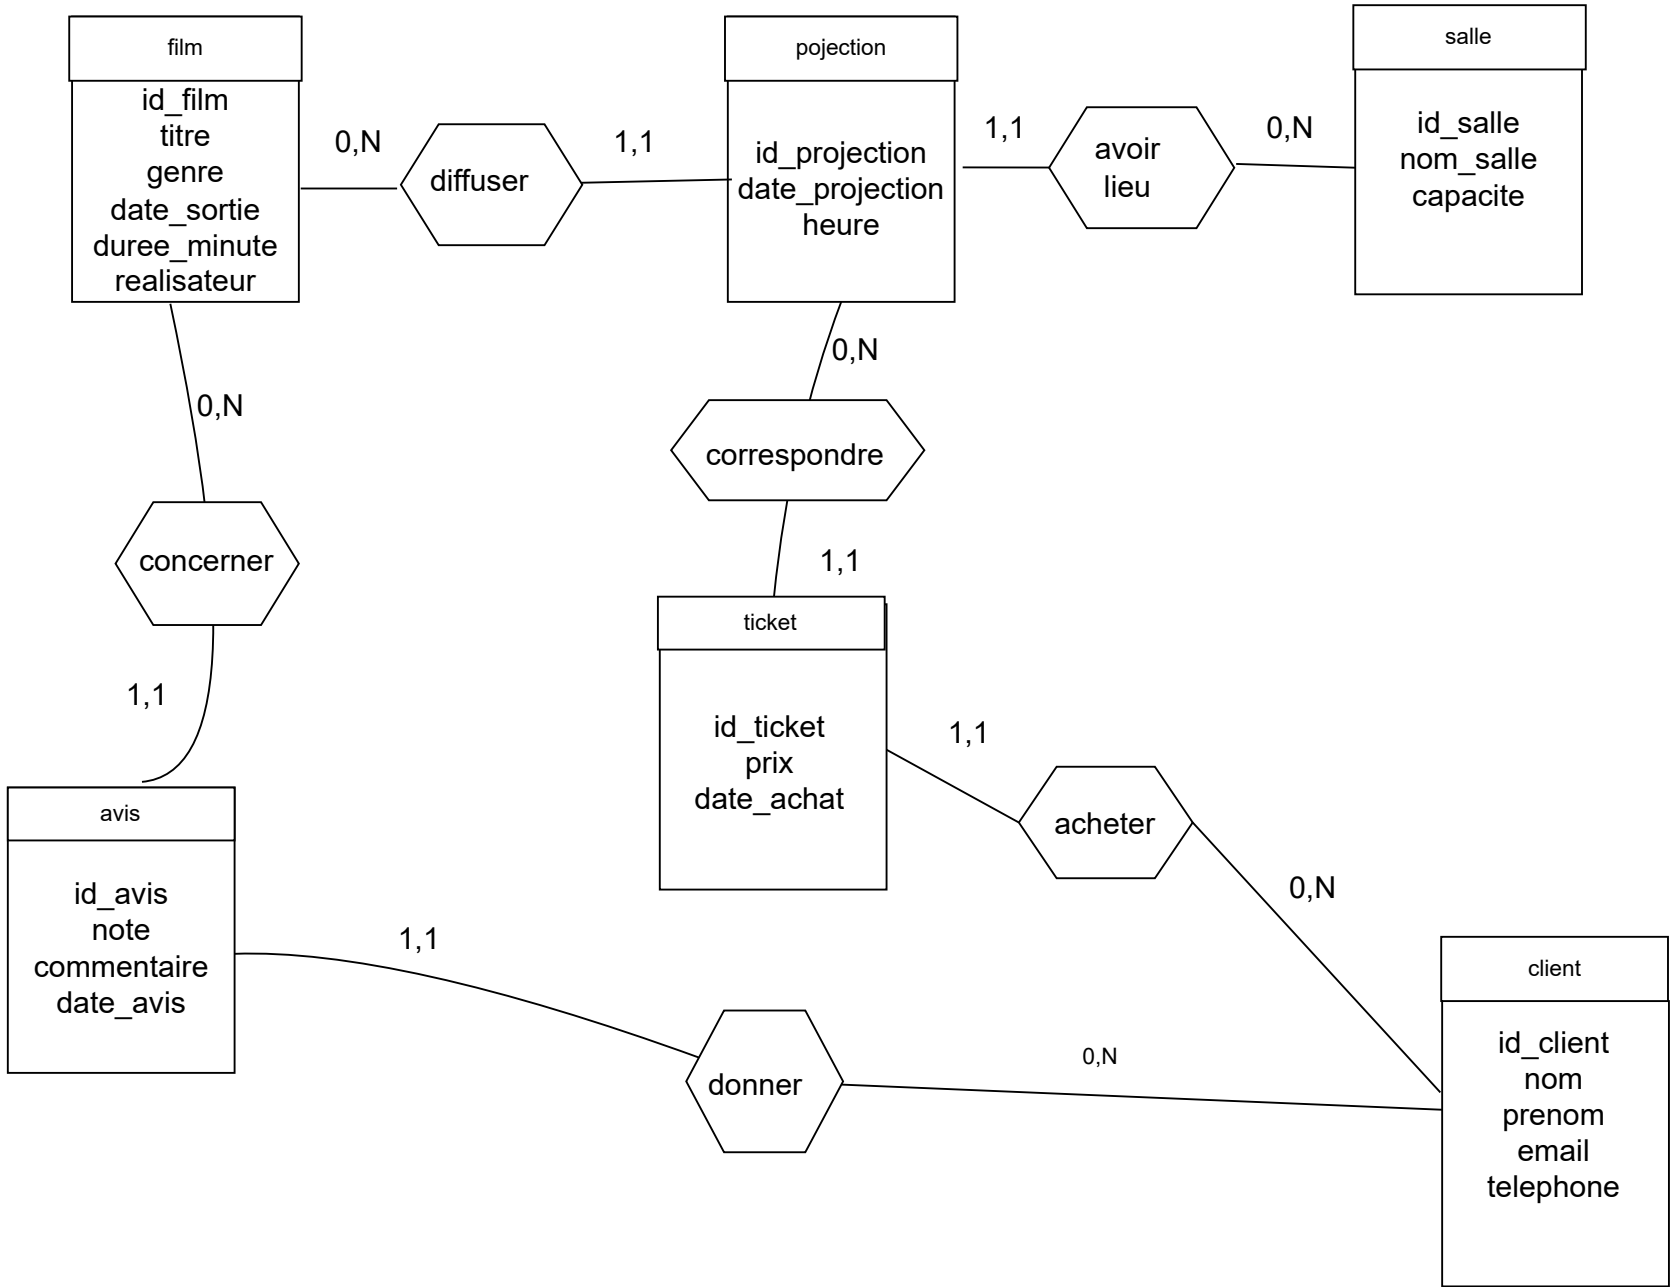 film
id_film
titre
genre
date_sortie
duree_minute
realisateur
0,N
diffuser
1,1
pojection
id_projection
date_projection
heure
1,1
avoir
lieu
0,N
salle
id_salle
nom_salle
capacite
0,N
correspondre
1,1
0,N
concerner
1,1
ticket
id_ticket
prix
date_achat
1,1
acheter
0,N
avis
id_avis
note
commentaire
date_avis
1,1
donner
0,N
client
id_client
nom
prenom
email
telephone